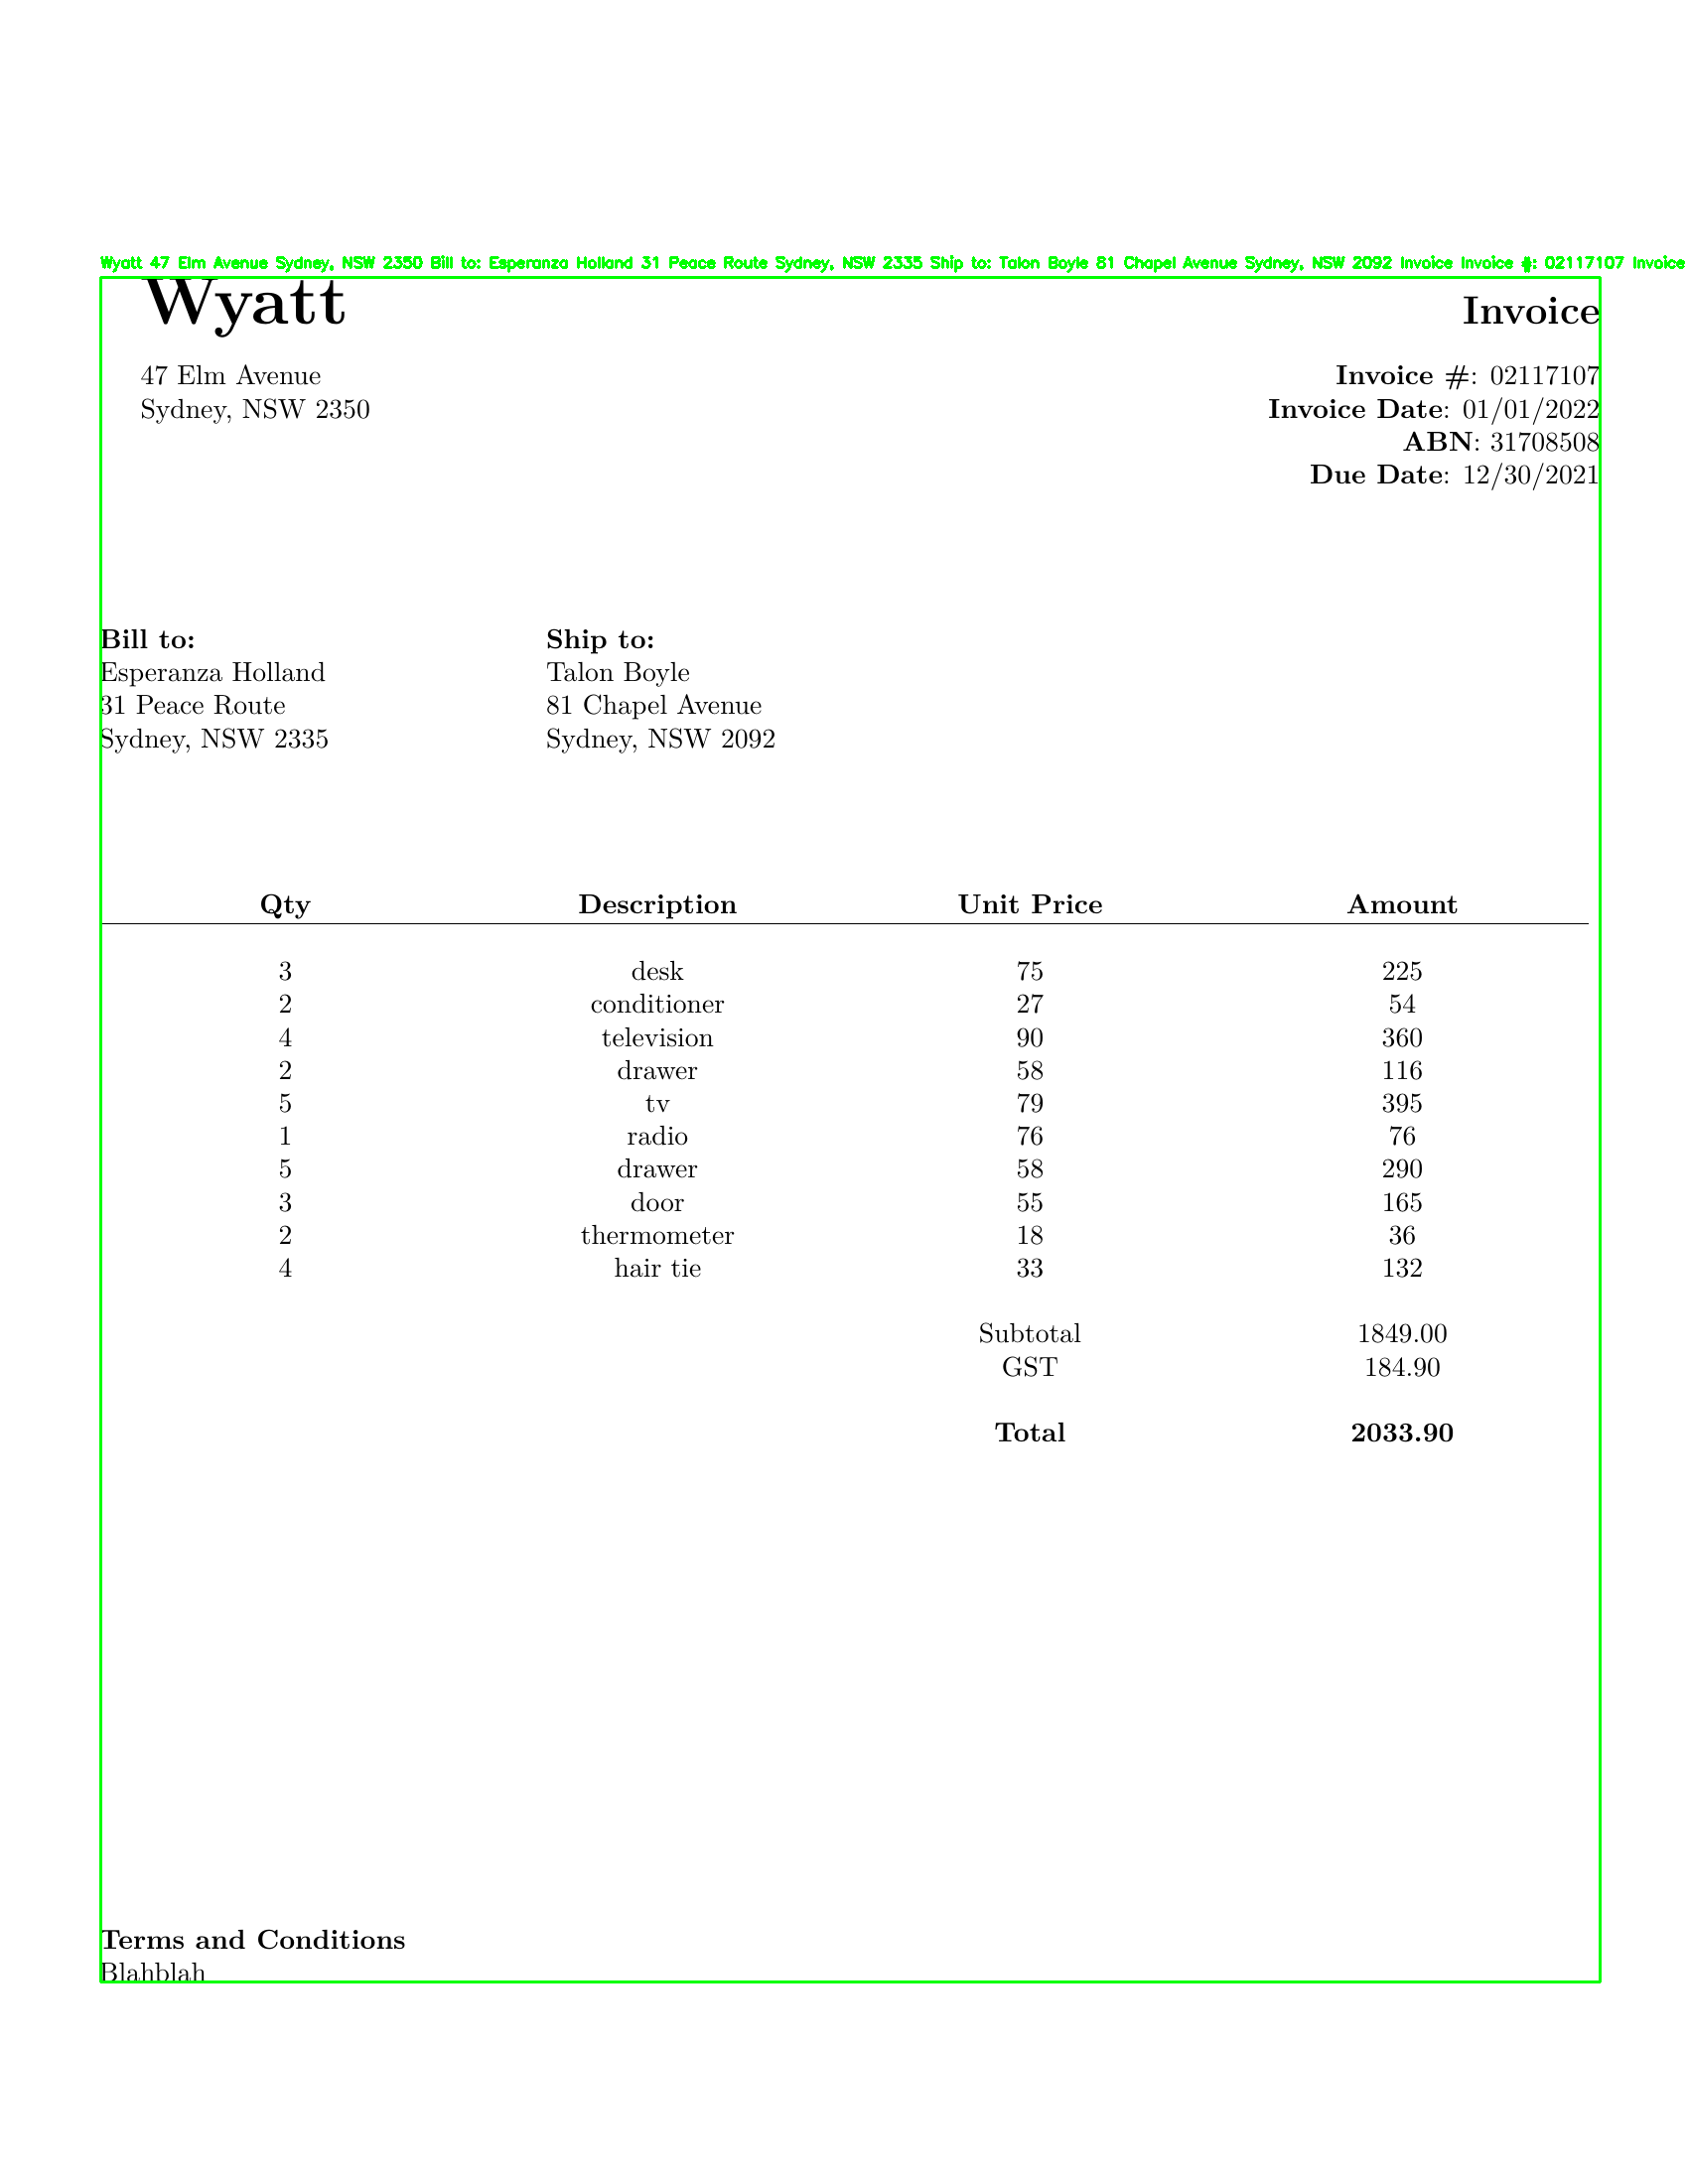 Wyatt 47 Elm Avenue Sydney, NSW 2350 Bill to: Esperanza Holland 31 Peace Route Sydney, NSW 2335 Ship to: Talon Boyle 81 Chapel Avenue Sydney, NSW 2092 Invoice Invoice #: 02117107 Invoice
Wyatt
Invoice
47 Elm Avenue
Sydney, NSW 2350
Invoice #: 02117107
Invoice Date: 01/01/2022
ABN: 31708508
Due Date: 12/30/2021
Bill to:
Esperanza Holland
31 Peace Route
Sydney, NSW 2335
Ship to:
Talon Boyle
81 Chapel Avenue
Sydney, NSW 2092
Qty Description Unit Price Amount
3 desk 75 225
2 conditioner 27 54
4 television 90 360
2 drawer 58 116
5 tv 79 395
1 radio 76 76
5 drawer 58 290
3 door 55 165
2 thermometer 18 36
4 hair tie 33 132
Subtotal 1849.00
GST 184.90
Total 2033.90
Terms and Conditions
Blahblah